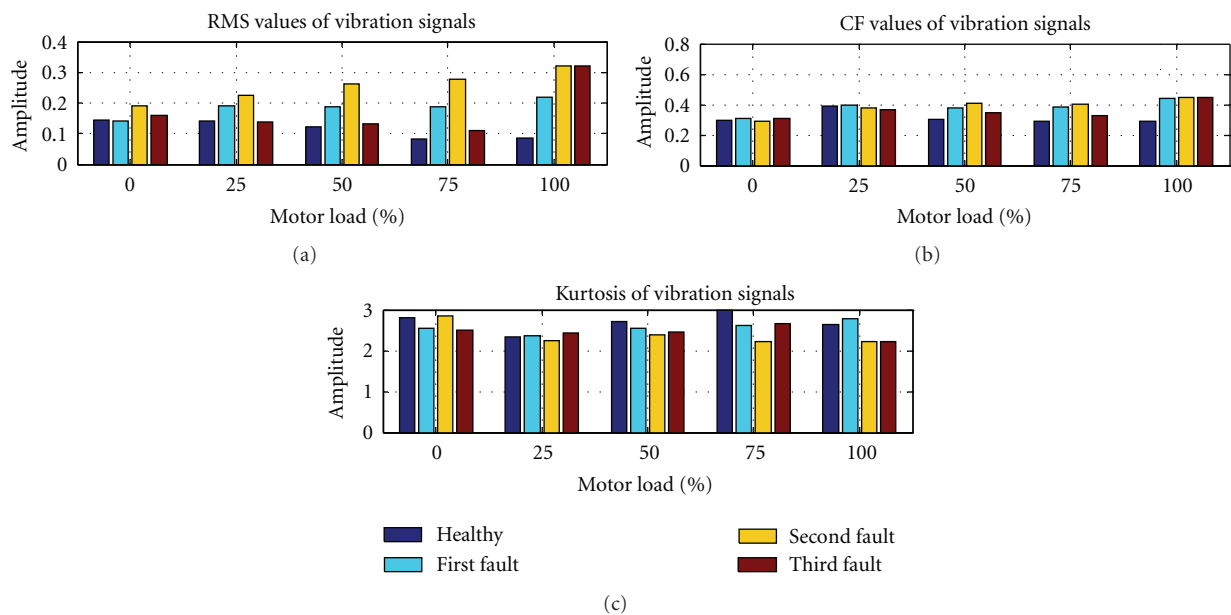 RMS values of vibration signals
0.4
0.3
0.2
0.1
0
Amplitude
0 25 50 75 100
Motor load (%)
(a)
CF values of vibration signals
0.8
0.6
0.4
0.2
0
Amplitude
0 25 50 75 100
Motor load (%)
(b)
Kurtosis of vibration signals
3
2
1
0
Amplitude
0 25 50 75 100
Motor load (%)
Healthy
First fault
Second fault
Third fault
(c)